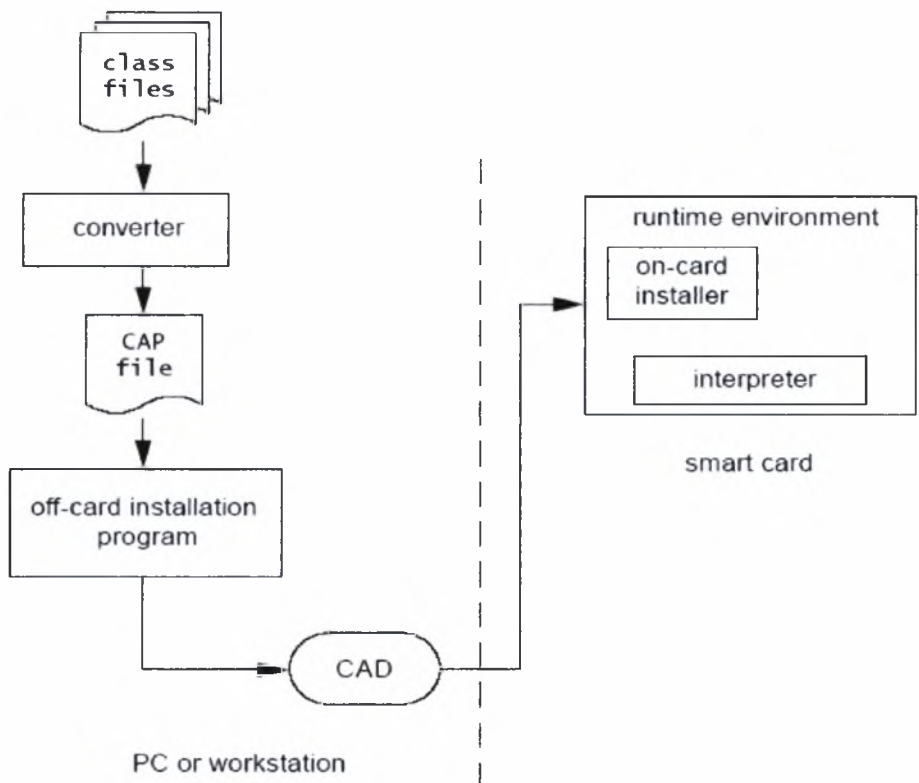 class
files
converter
CAP
file
off-card installation
program
CAD
PC or workstation
runtime environment
on-card
installer
interpreter
smart card